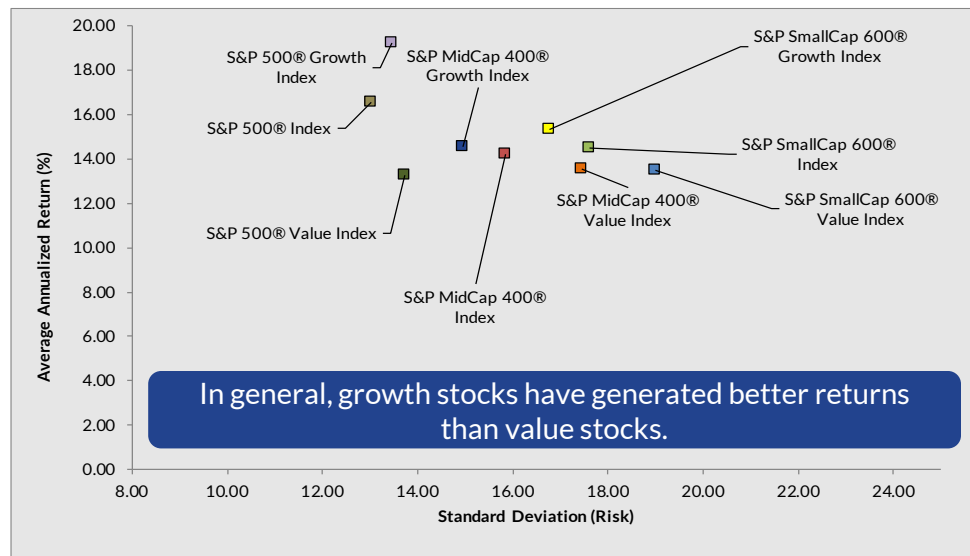 20.00
18.00
16.00
14.00
12.00
10.00
8.00
6.00
4.00
2.00
0.00
Average Annualized Return (%)
S&P 500® Growth
Index
S&P MidCap 400®
Growth Index
S&P SmallCap 600®
Growth Index
S&P 500® Index
S&P SmallCap 600®
Index
S&P 500® Value Index
S&P MidCap 400®
Value Index
S&P SmallCap 600®
Value Index
S&P MidCap 400®
Index
In general, growth stocks have generated better returns
than value stocks.
8.00
10.00
12.00
14.00
16.00
18.00
20.00
22.00
24.00
Standard Deviation (Risk)